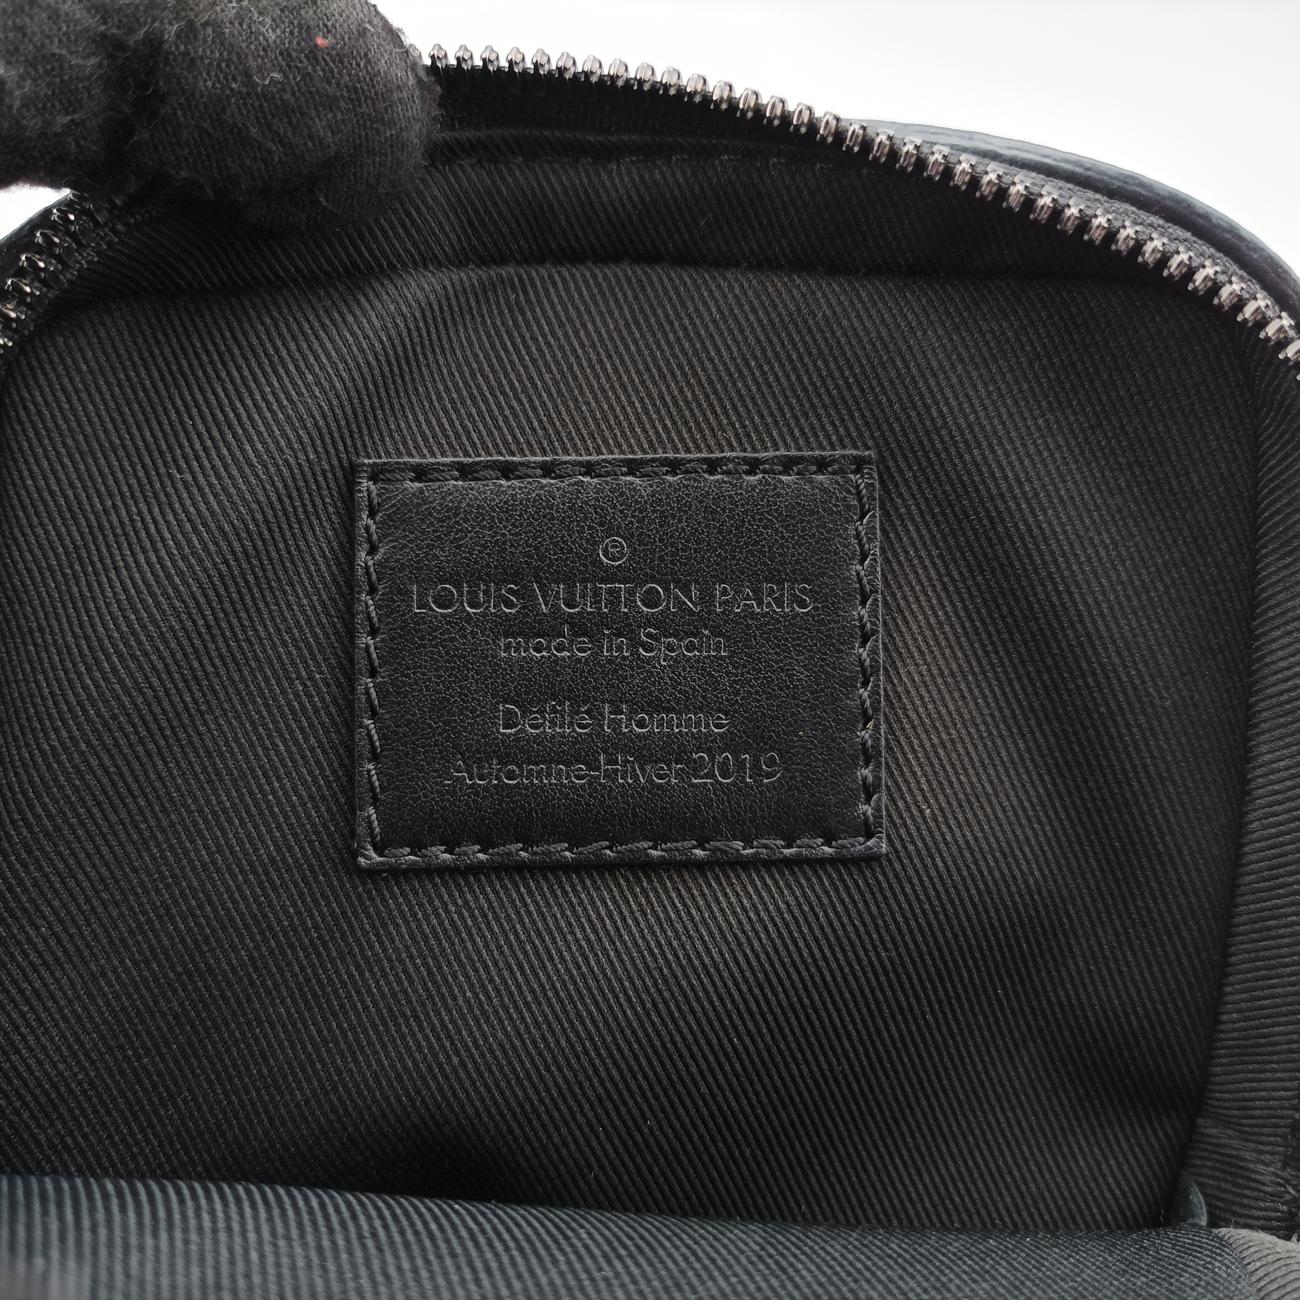 ®
LOUIS VUITTON PARIS
made in Spain
Défilé Homme
Automne-Hiver 2019